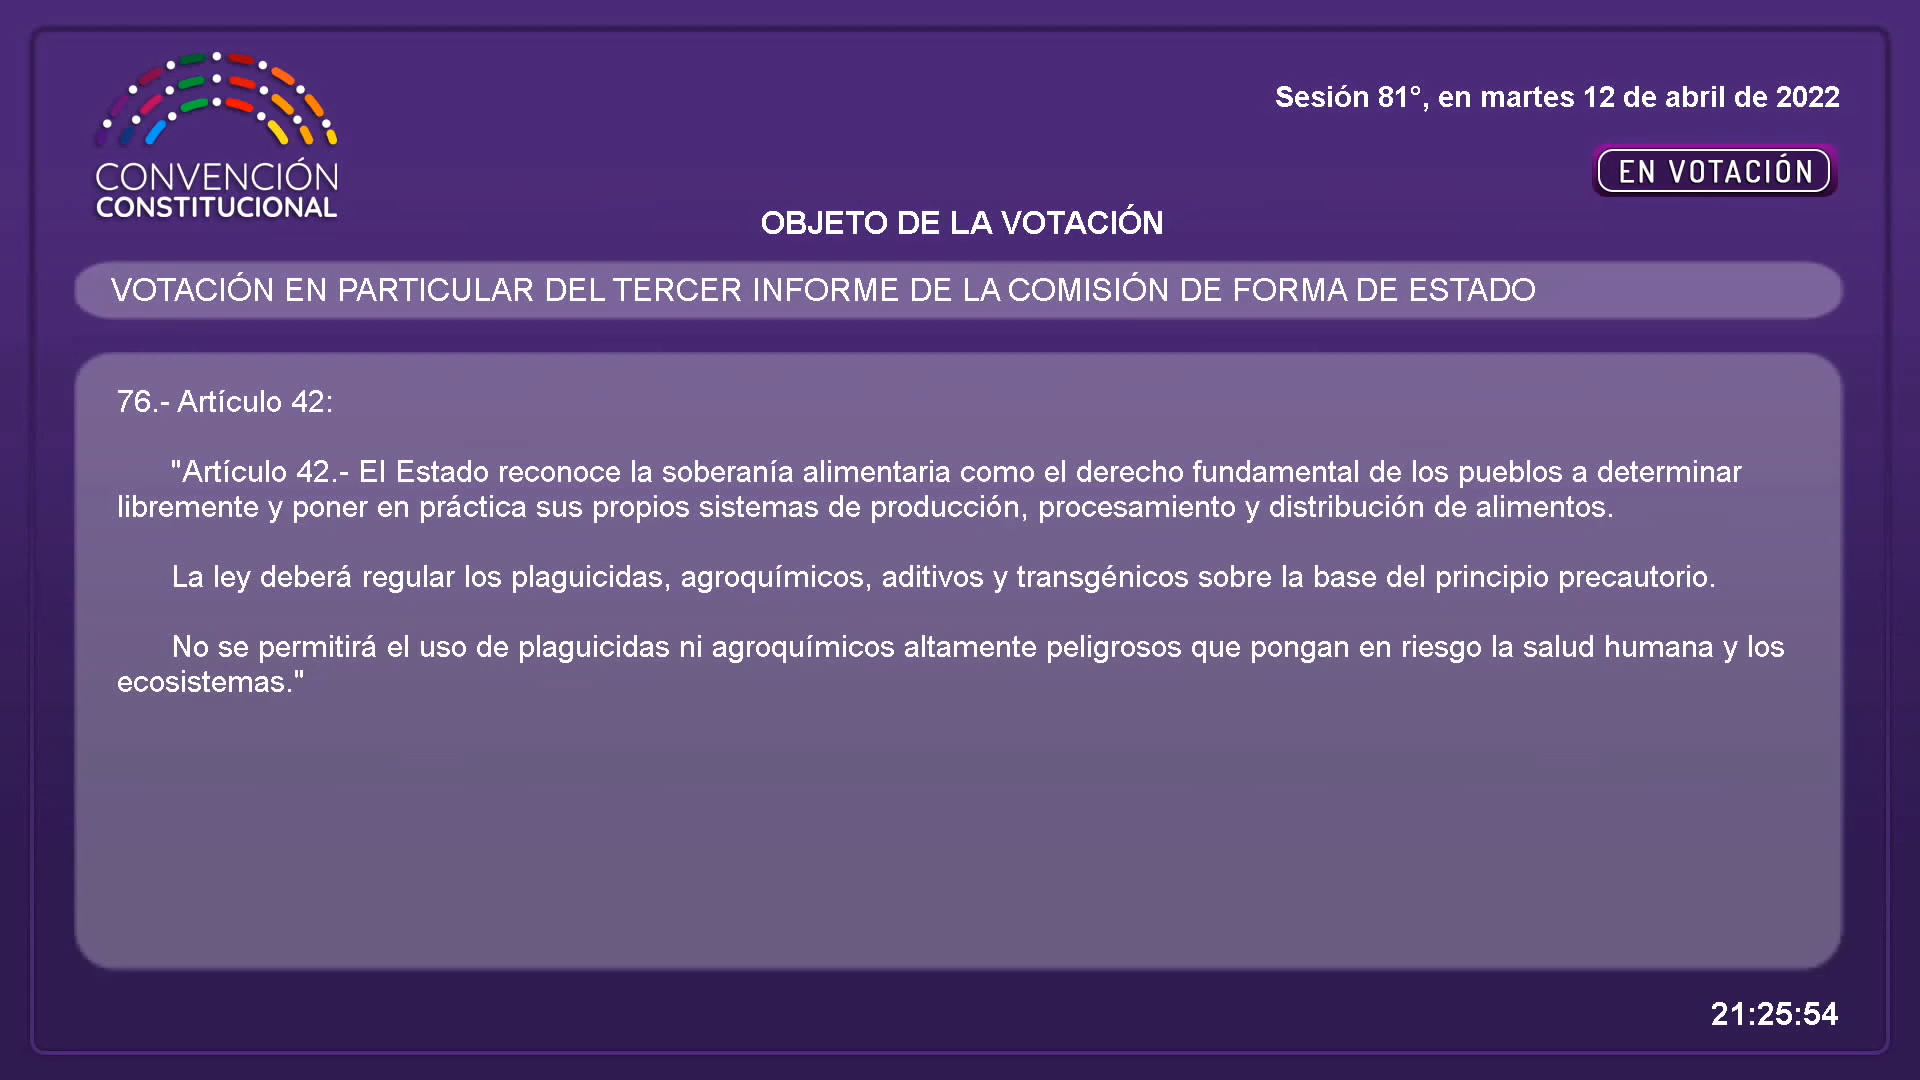 CONVENCIÓN
CONSTITUCIONAL
Sesión 81°, en martes 12 de abril de 2022
EN VOTACIÓN
OBJETO DE LA VOTACIÓN
VOTACIÓN EN PARTICULAR DEL TERCER INFORME DE LA COMISIÓN DE FORMA DE ESTADO
76.- Artículo 42:
"Artículo 42.- El Estado reconoce la soberanía alimentaria como el derecho fundamental de los pueblos a determinar
libremente y poner en práctica sus propios sistemas de producción, procesamiento y distribución de alimentos.
La ley deberá regular los plaguicidas, agroquímicos, aditivos y transgénicos sobre la base del principio precautorio.
No se permitirá el uso de plaguicidas ni agroquímicos altamente peligrosos que pongan en riesgo la salud humana y los
ecosistemas."
21:25:54